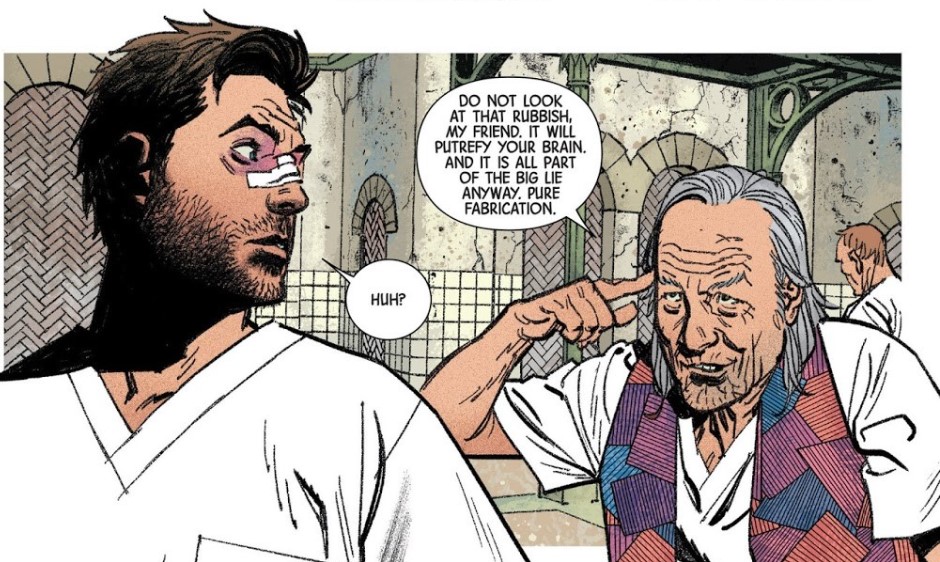 DO NOT LOOK
AT THAT RUBBISH,
MY FRIEND. IT WILL
PUTREFY YOUR BRAIN.
AND IT IS ALL PART
OF THE BIG LIE
ANYWAY. PURE
FABRICATION.
HUH?